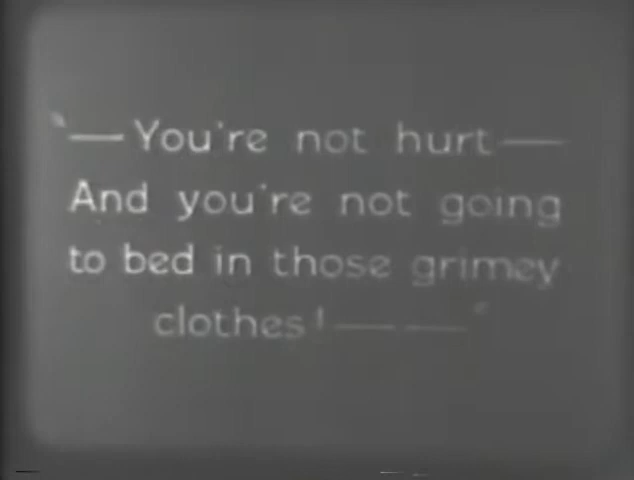 "—You're not hurt—
And you're not going
to bed in those grimey
clothes!— —"